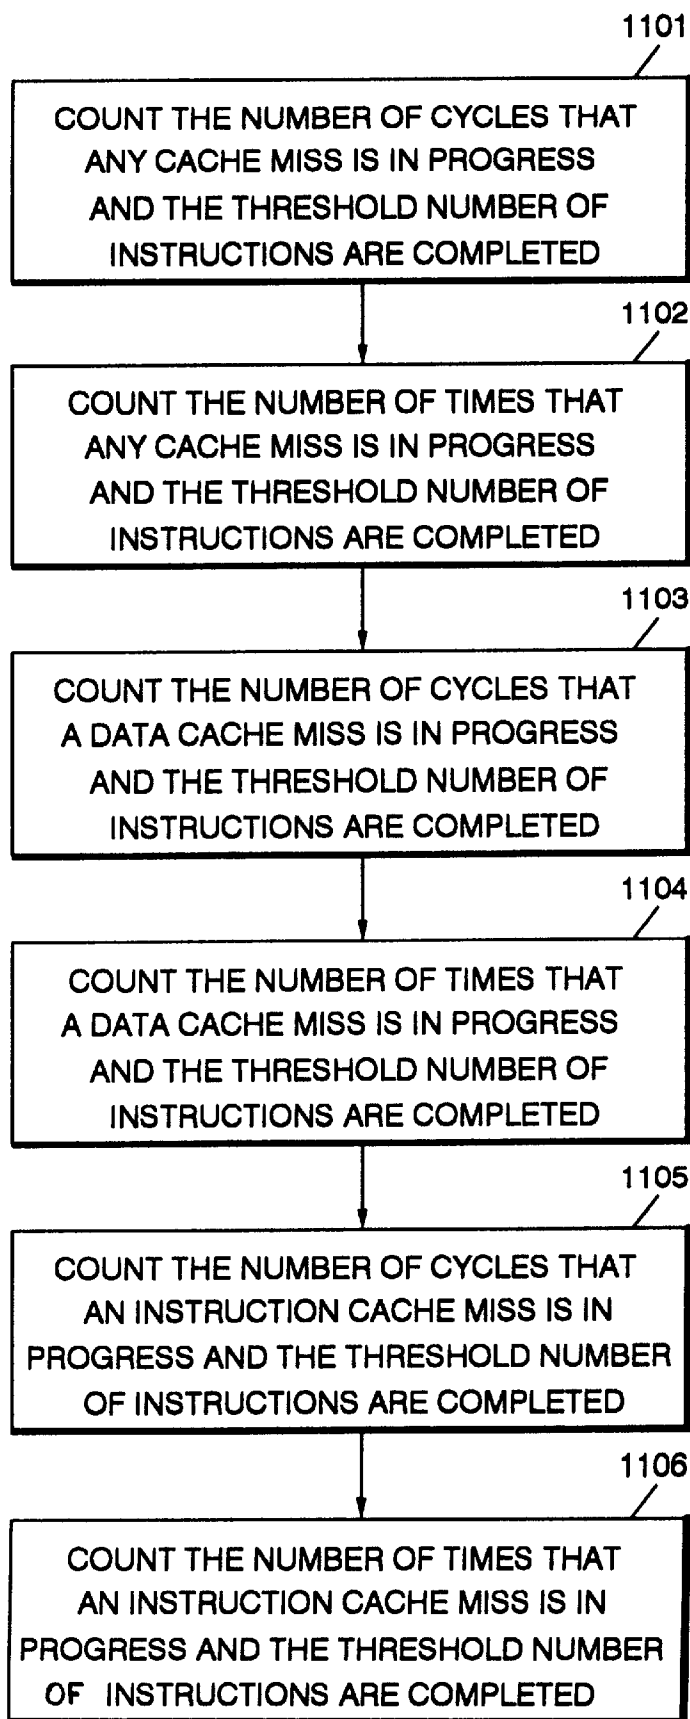 1101
COUNT THE NUMBER OF CYCLES THAT
ANY CACHE MISS IS IN PROGRESS
AND THE THRESHOLD NUMBER OF
INSTRUCTIONS ARE COMPLETED
1102
COUNT THE NUMBER OF TIMES THAT
ANY CACHE MISS IS IN PROGRESS
AND THE THRESHOLD NUMBER OF
INSTRUCTIONS ARE COMPLETED
1103
COUNT THE NUMBER OF CYCLES THAT
A DATA CACHE MISS IS IN PROGRESS
AND THE THRESHOLD NUMBER OF
INSTRUCTIONS ARE COMPLETED
1104
COUNT THE NUMBER OF TIMES THAT
A DATA CACHE MISS IS IN PROGRESS
AND THE THRESHOLD NUMBER OF
INSTRUCTIONS ARE COMPLETED
1105
COUNT THE NUMBER OF CYCLES THAT
AN INSTRUCTION CACHE MISS IS IN
PROGRESS AND THE THRESHOLD NUMBER
OF INSTRUCTIONS ARE COMPLETED
1106
COUNT THE NUMBER OF TIMES THAT
AN INSTRUCTION CACHE MISS IS IN
PROGRESS AND THE THRESHOLD NUMBER
OF INSTRUCTIONS ARE COMPLETED